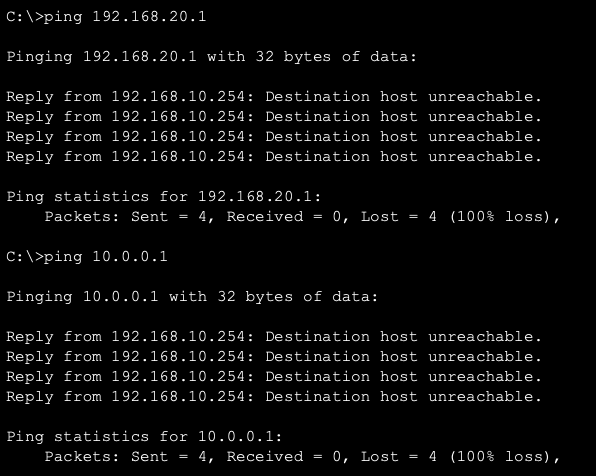 C:\>ping 192.168.20.1
Pinging 192.168.20.1 with 32 bytes of data:
Reply from 192.168.10.254: Destination host unreachable.
Reply from 192.168.10.254: Destination host unreachable.
Reply from 192.168.10.254: Destination host unreachable.
Reply from 192.168.10.254: Destination host unreachable.
Ping statistics for 192.168.20.1:
    Packets: Sent = 4, Received = 0, Lost = 4 (100% loss),
C:\>ping 10.0.0.1
Pinging 10.0.0.1 with 32 bytes of data:
Reply from 192.168.10.254: Destination host unreachable.
Reply from 192.168.10.254: Destination host unreachable.
Reply from 192.168.10.254: Destination host unreachable.
Reply from 192.168.10.254: Destination host unreachable.
Ping statistics for 10.0.0.1:
    Packets: Sent = 4, Received = 0, Lost = 4 (100% loss),